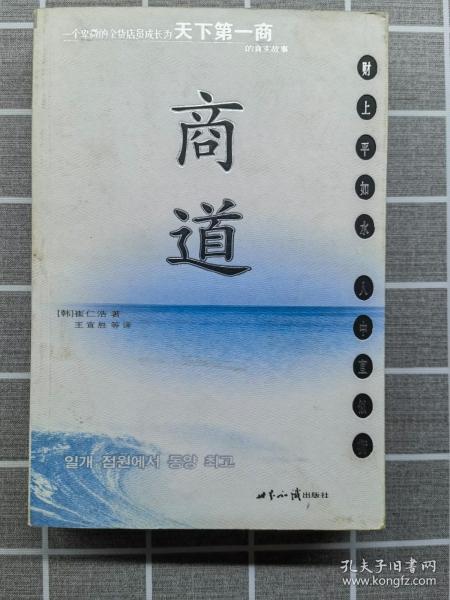 一个卑微的杂货店员成长为天下第一商
的真实故事
商道
财上平如水 人中直似衡
[韩]崔仁浩 著
王宜胜 等译
일개 점원에서 동양 최고
世界知识出版社
孔夫子旧书网
www.kongfz.com